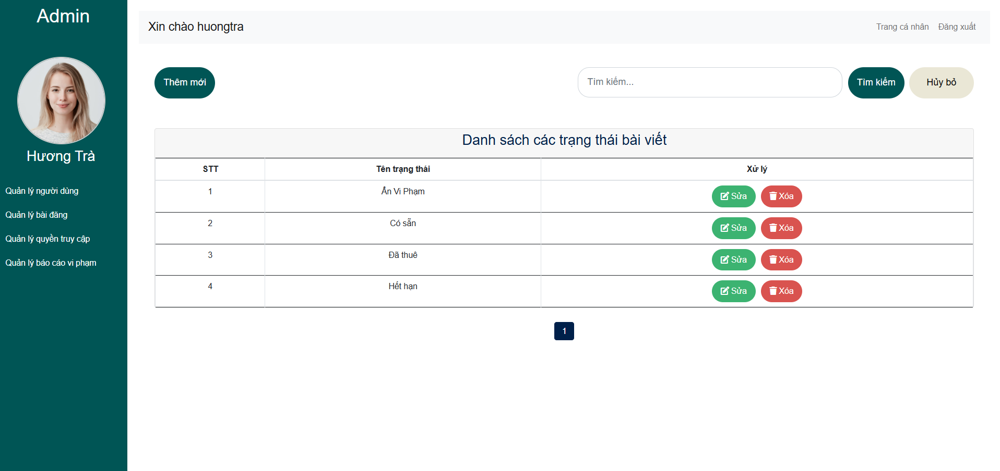 Admin
Hương Trà
Quản lý người dùng
Quản lý bài đăng
Quản lý quyền truy cập
Quản lý báo cáo vi phạm
Xin chào huongtra
Trang cá nhân Đăng xuất
Thêm mới
Tìm kiếm...
Tìm kiếm
Hủy bỏ
Danh sách các trạng thái bài viết
STT Tên trạng thái Xử lý
1 Ẩn Vi Phạm Sửa Xóa
2 Có sẵn Sửa Xóa
3 Đã thuê Sửa Xóa
4 Hết hạn Sửa Xóa
1